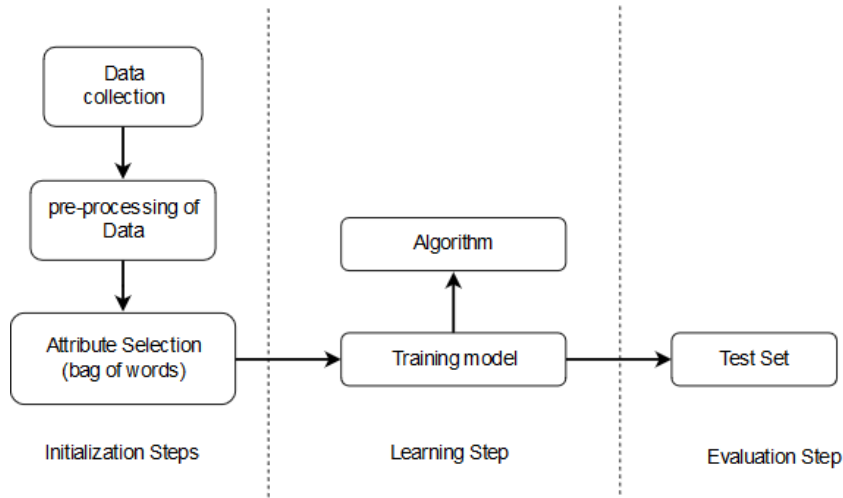 Data
collection
pre-processing of
Data
Attribute Selection
(bag of words)
Initialization Steps
Algorithm
Training model
Learning Step
Test Set
Evaluation Step